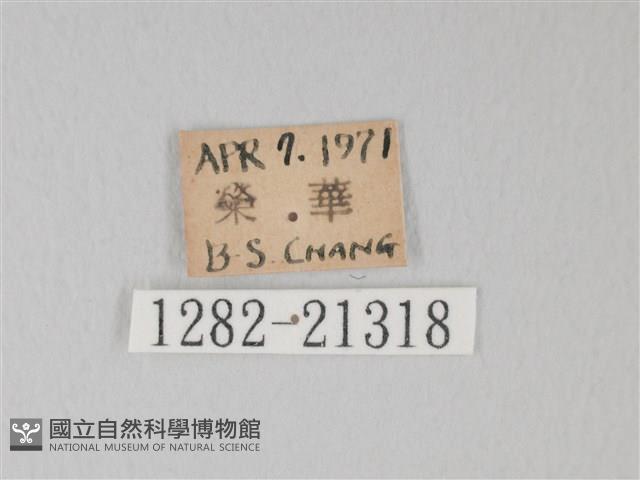 APR 7. 1971
榮 華
B-S. CHANG
1282-21318
國立自然科學博物館
NATIONAL MUSEUM OF NATURAL SCIENCE